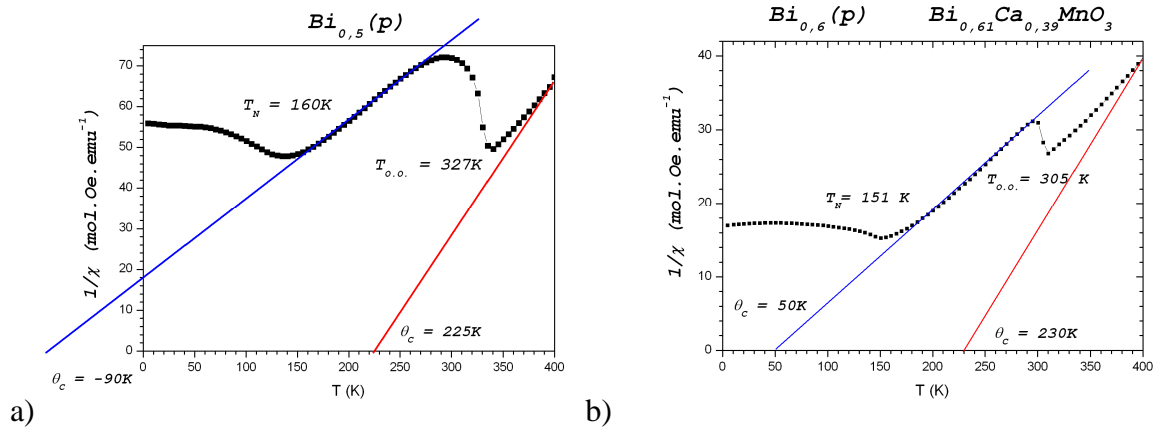 Bi0,5(p)
70
60
50
40
30
20
10
0
1/χ (mol.Oe.emu-1)
TN = 160K
To.o. = 327K
θc = 225K
θc = -90K
0 50 100 150 200 250 300 350 400
T (K)
a)
Bi0,6(p) Bi0,61Ca0,39MnO3
40
30
20
10
0
1/χ (mol.Oe.emu-1)
To.o. = 305 K
TN= 151 K
θc = 50K
θc = 230K
0 50 100 150 200 250 300 350 400
T (K)
b)